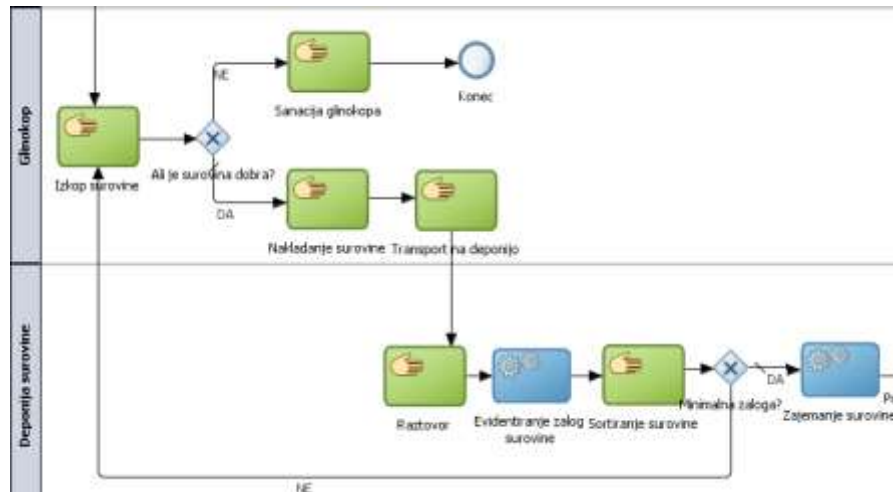 Glinokop
NE
Sanacija glinokopa
Konec
Izkop surovine
Ali je surovina dobra?
DA
Nakladanje surovine
Transport na deponijo
Deponija surovine
Raztovor
Evidentiranje zalog
surovine
Sortiranje surovine
Minimalna zaloga?
DA
Zajemanje surovine
NE